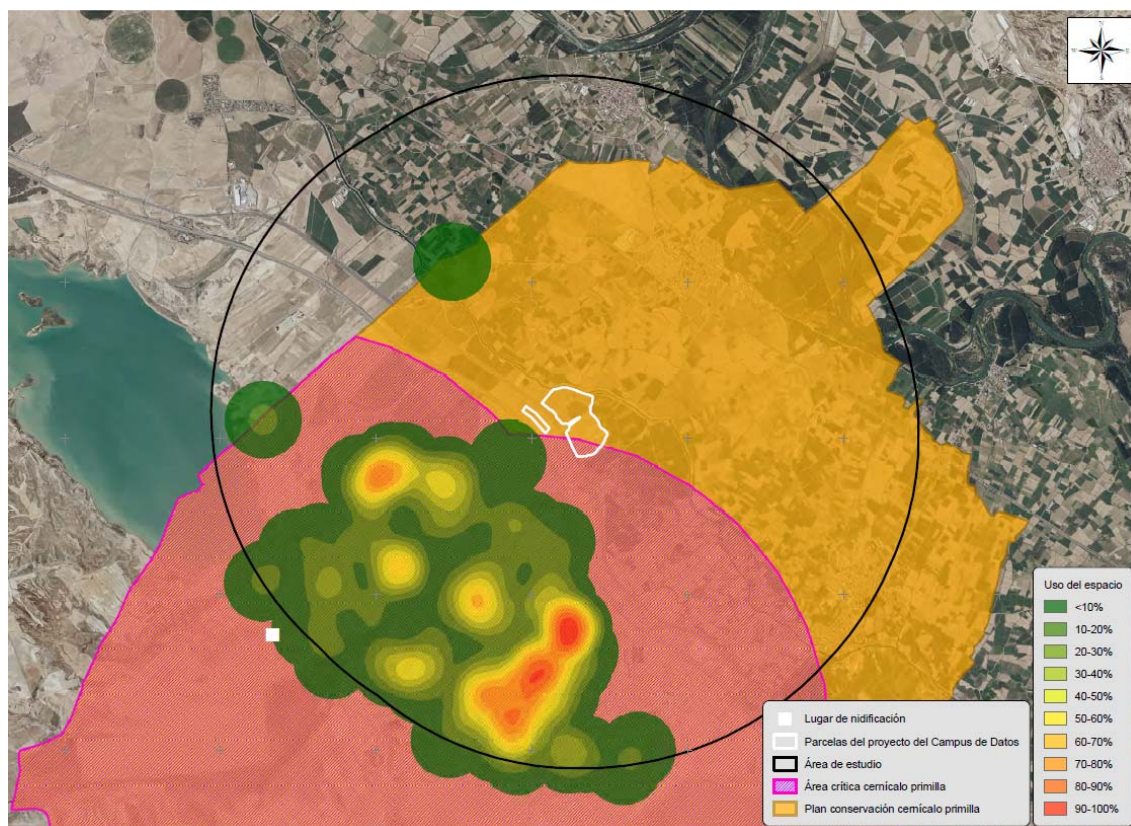 N
W
E
S
Uso del espacio
<10%
10-20%
20-30%
30-40%
40-50%
50-60%
60-70%
70-80%
80-90%
90-100%
Lugar de nidificación
Parcelas del proyecto del Campus de Datos
Área de estudio
Área crítica cernícalo primilla
Plan conservación cernícalo primilla